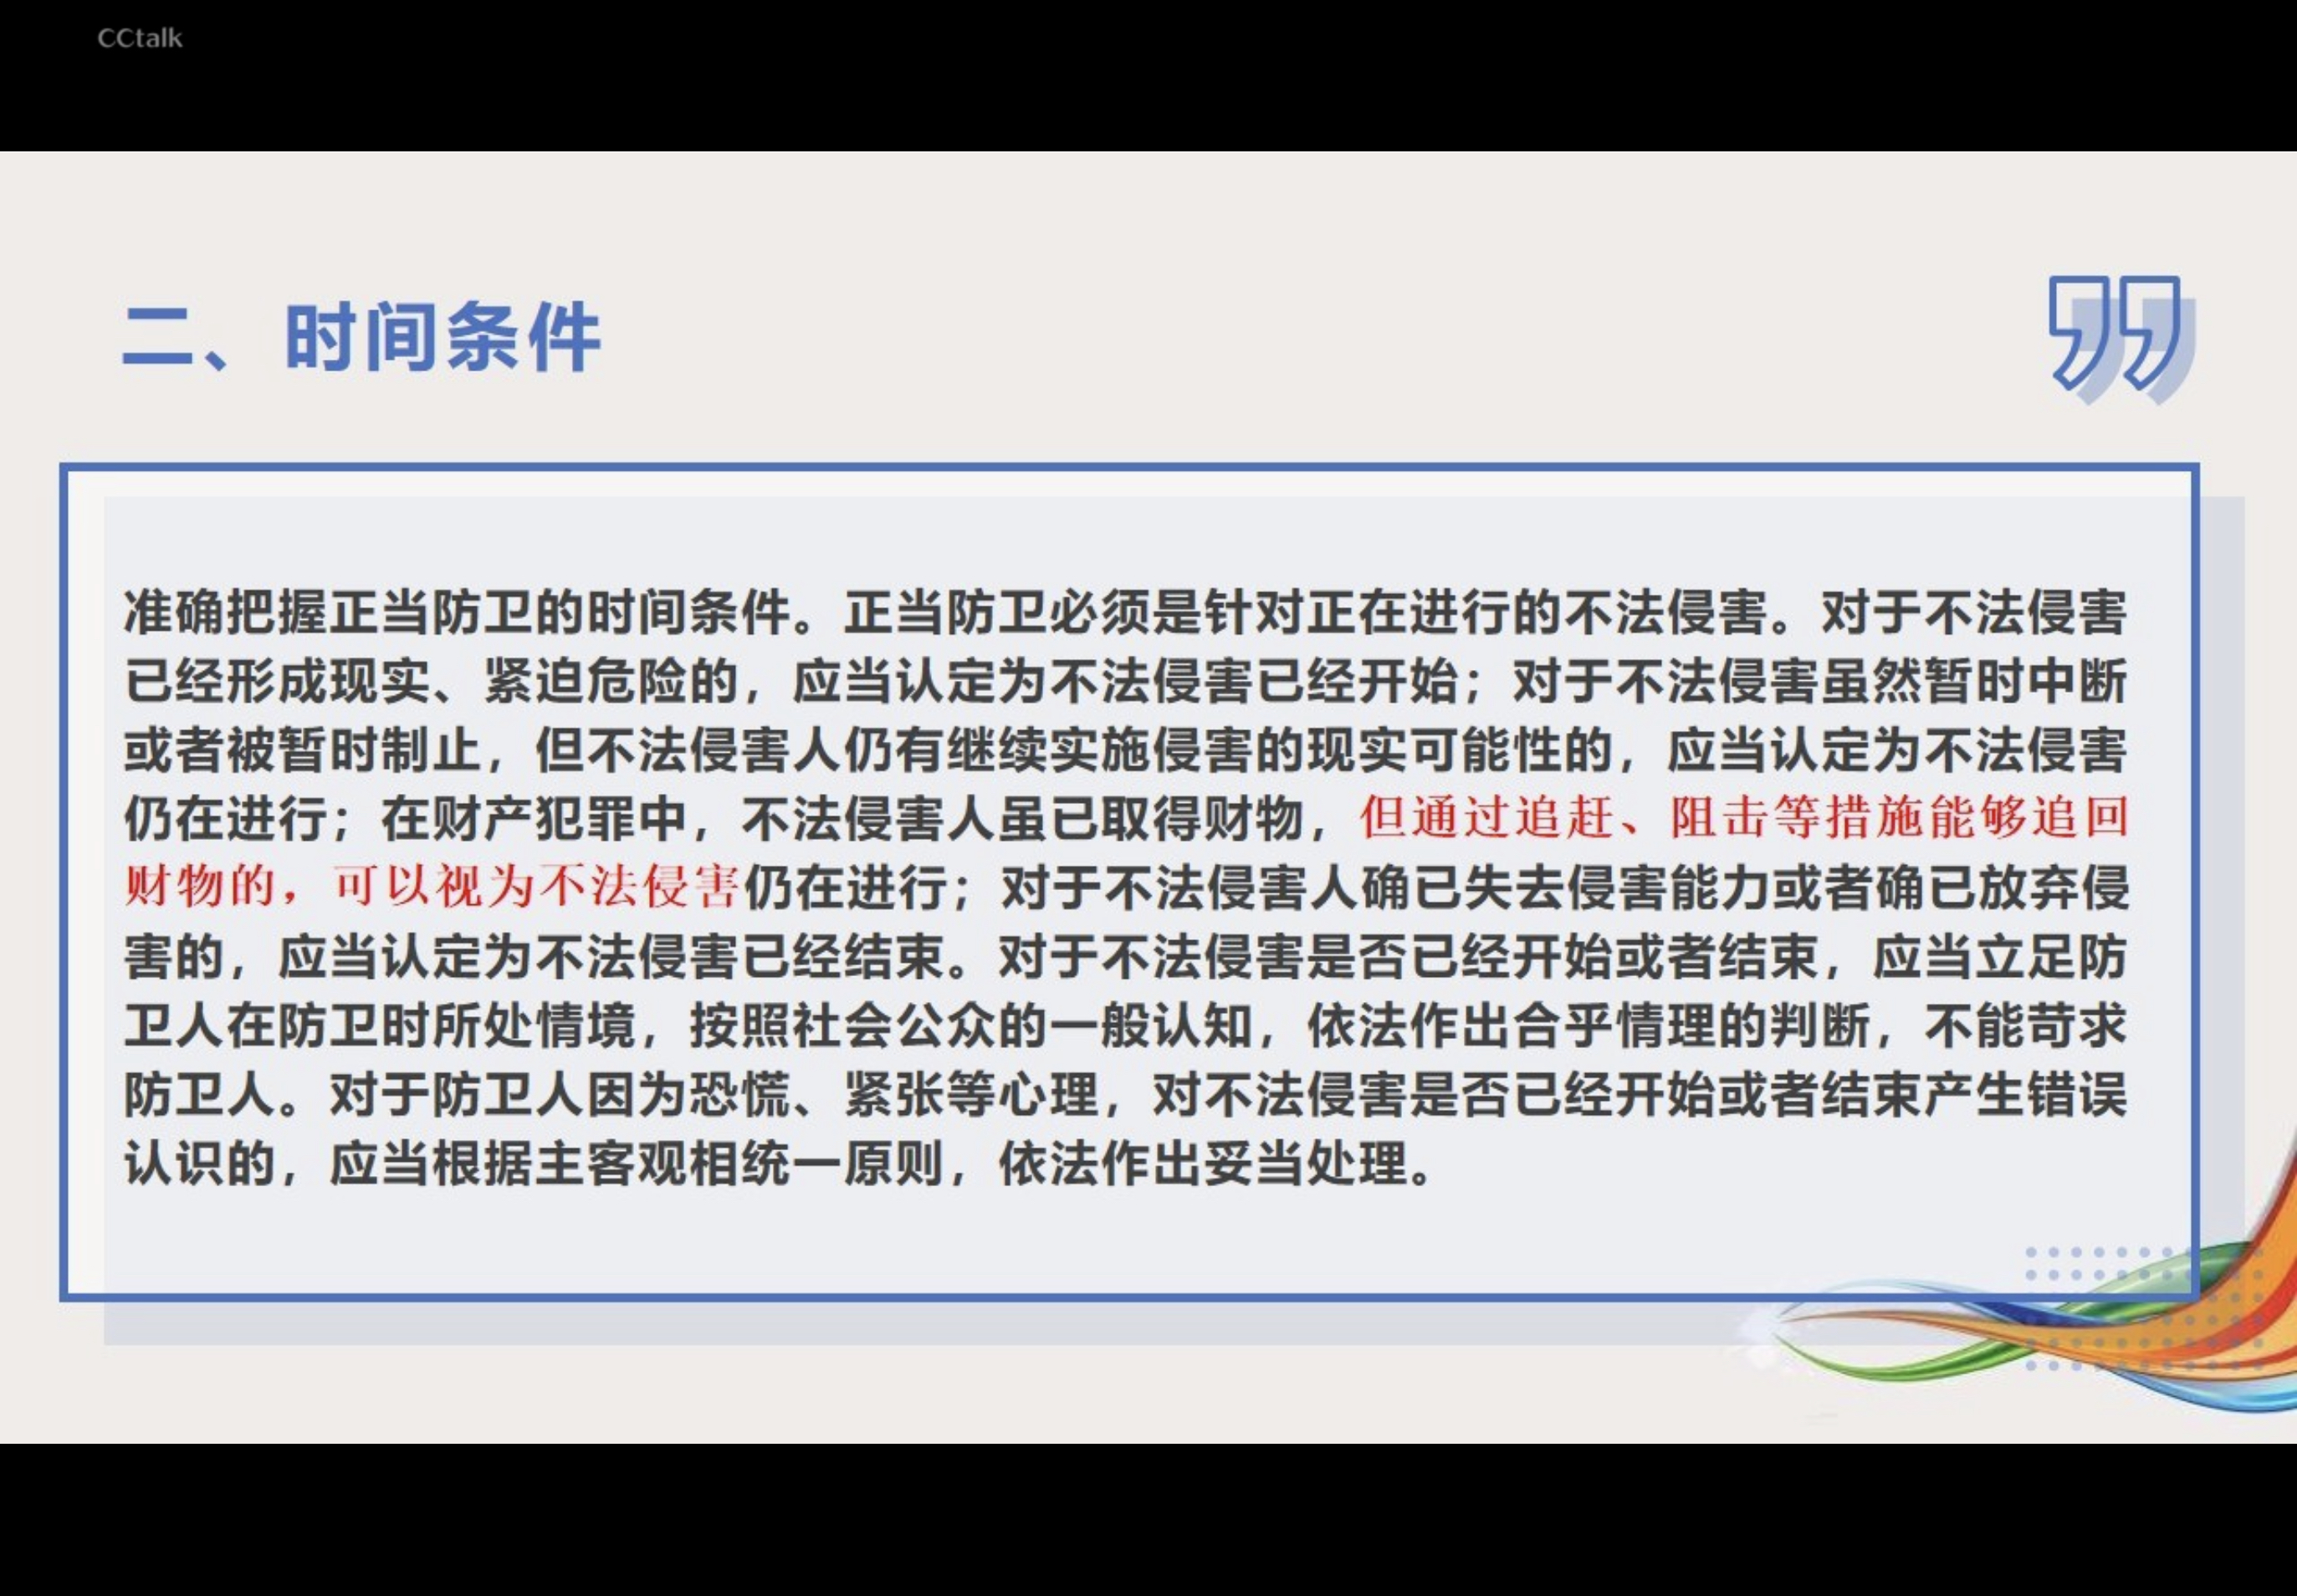 CCtalk
二、时间条件
准确把握正当防卫的时间条件。正当防卫必须是针对正在进行的不法侵害。对于不法侵害
已经形成现实、紧迫危险的，应当认定为不法侵害已经开始；对于不法侵害虽然暂时中断
或者被暂时制止，但不法侵害人仍有继续实施侵害的现实可能性的，应当认定为不法侵害
仍在进行；在财产犯罪中，不法侵害人虽已取得财物，但通过追赶、阻击等措施能够追回
财物的，可以视为不法侵害仍在进行；对于不法侵害人确已失去侵害能力或者确已放弃侵
害的，应当认定为不法侵害已经结束。对于不法侵害是否已经开始或者结束，应当立足防
卫人在防卫时所处情境，按照社会公众的一般认知，依法作出合乎情理的判断，不能苛求
防卫人。对于防卫人因为恐慌、紧张等心理，对不法侵害是否已经开始或者结束产生错误
认识的，应当根据主客观相统一原则，依法作出妥当处理。